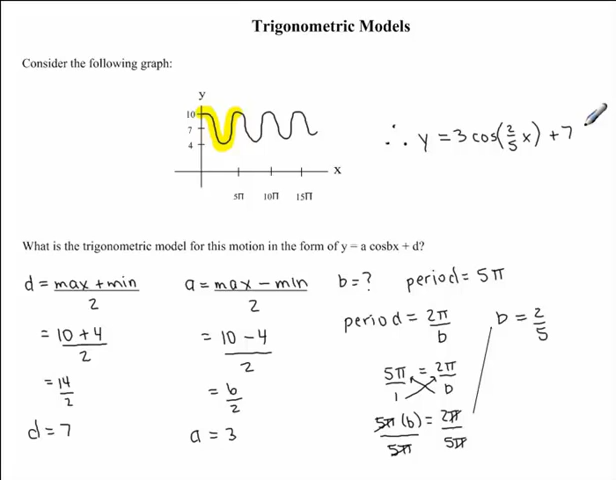 Trigonometric Models
Consider the following graph:
y
10
7
4
x
5Π 10Π 15Π
∴ y = 3 cos(2/5 x) + 7
What is the trigonometric model for this motion in the form of y = a cosbx + d?
d = max + min / 2
= 10 + 4 / 2
= 14 / 2
d = 7
a = max - min / 2
= 10 - 4 / 2
= 6 / 2
a = 3
b = ? period = 5π
period = 2π / b
5π / 1 = 2π / b
5π (b) / 5π = 2π / 5π
b = 2 / 5